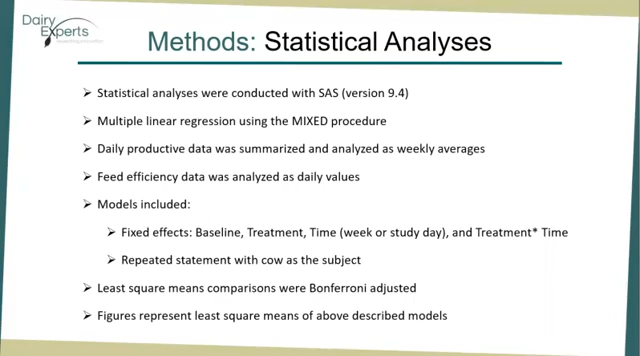 Dairy
Experts
Methods: Statistical Analyses
Statistical analyses were conducted with SAS (version 9.4)
Multiple linear regression using the MIXED procedure
Daily productive data was summarized and analyzed as weekly averages
Feed efficiency data was analyzed as daily values
Models included:
Fixed effects: Baseline, Treatment, Time (week or study day), and Treatment* Time
Repeated statement with cow as the subject
Least square means comparisons were Bonferroni adjusted
Figures represent least square means of above described models